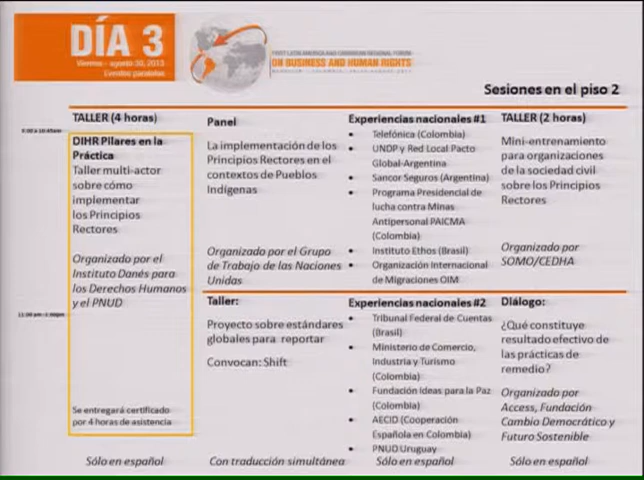 DÍA 3
Viernes - agosto 30, 2013
Eventos paralelos
FIRST LATIN AMERICA AND CARIBBEAN REGIONAL FORUM
ON BUSINESS AND HUMAN RIGHTS
Sesiones en el piso 2
TALLER (4 horas)
DIHR Pilares en la
Práctica
Taller multi-actor
sobre cómo
implementar
los Principios
Rectores
Organizado por el
Instituto Danés para
los Derechos Humanos
y el PNUD
Se entregará certificado
por 4 horas de asistencia
Sólo en español
Panel
La implementación de los
Principios Rectores en el
contextos de Pueblos
Indígenas
Organizado por el Grupo
de Trabajo de las Naciones
Unidas
Taller:
Proyecto sobre estándares
globales para reportar
Convocan: Shift
Con traducción simultánea
Experiencias nacionales #1
• Telefónica (Colombia)
• UNDP y Red Local Pacto
Global-Argentina
• Sancor Seguros (Argentina)
• Programa Presidencial de
lucha contra Minas
Antipersonal PAICMA
(Colombia)
• Instituto Ethos (Brasil)
• Organización Internacional
de Migraciones OIM
Experiencias nacionales #2
• Tribunal Federal de Cuentas
(Brasil)
• Ministerio de Comercio,
Industria y Turismo
(Colombia)
• Fundación Ideas para la Paz
(Colombia)
• AECID (Cooperación
Española en Colombia)
• PNUD Uruguay
Sólo en español
TALLER (2 horas)
Mini-entrenamiento
para organizaciones
de la sociedad civil
sobre los Principios
Rectores
Organizado por
SOMO/CEDHA
Diálogo:
¿Qué constituye
resultado efectivo de
las prácticas de
remedio?
Organizado por
Access, Fundación
Cambio Democrático y
Futuro Sostenible
Sólo en español